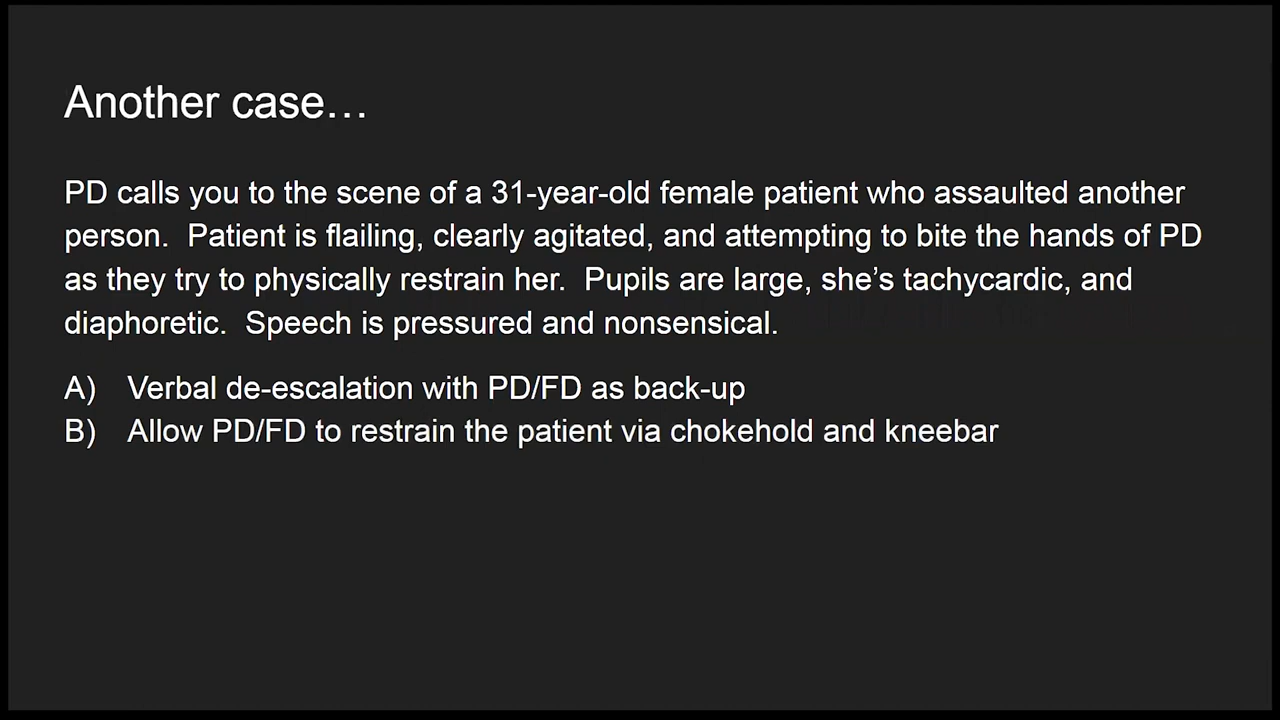 Another case…
PD calls you to the scene of a 31-year-old female patient who assaulted another
person.  Patient is flailing, clearly agitated, and attempting to bite the hands of PD
as they try to physically restrain her.  Pupils are large, she’s tachycardic, and
diaphoretic.  Speech is pressured and nonsensical.
A) Verbal de-escalation with PD/FD as back-up
B) Allow PD/FD to restrain the patient via chokehold and kneebar